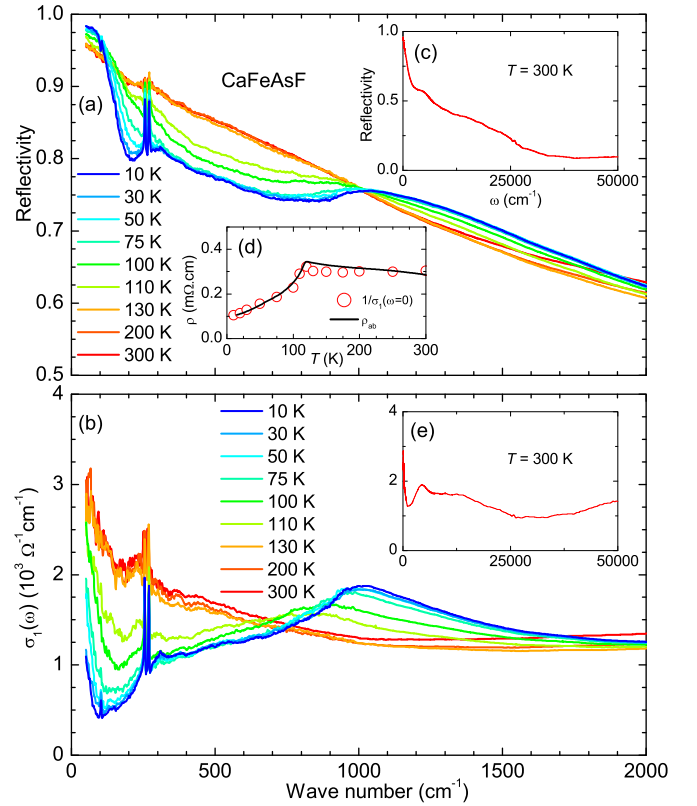 1.0
0.9
0.8
0.7
0.6
0.5
Reflectivity
(a)
CaFeAsF
10 K
30 K
50 K
75 K
100 K
110 K
130 K
200 K
300 K
(c)
T = 300 K
1.0
0.5
0.0
Reflectivity
0 25000 50000
ω (cm⁻¹)
(d)
0.4
0.2
0.0
ρ (mΩ.cm)
1/σ₁(ω=0)
ρab
0 100 200 300
T (K)
4
3
2
1
0
σ₁(ω) (10³ Ω⁻¹cm⁻¹)
(b)
10 K
30 K
50 K
75 K
100 K
110 K
130 K
200 K
300 K
(e)
T = 300 K
4
2
0
0 25000 50000
0 500 1000 1500 2000
Wave number (cm⁻¹)